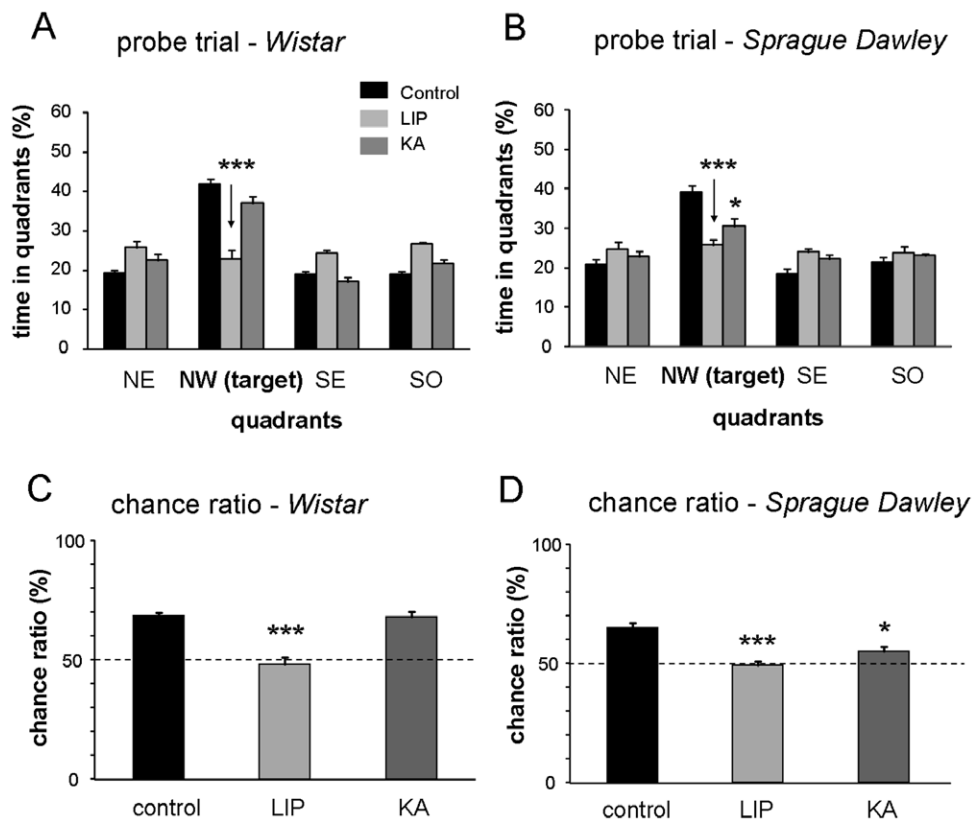 A
probe trial - Wistar
Control
LIP
KA
time in quadrants (%)
60
50
40
30
20
10
0
***
NE
NW (target)
SE
SO
quadrants
B
probe trial - Sprague Dawley
time in quadrants (%)
60
50
40
30
20
10
0
***
*
NE
NW (target)
SE
SO
quadrants
C
chance ratio - Wistar
chance ratio (%)
100
50
0
***
control
LIP
KA
D
chance ratio - Sprague Dawley
chance ratio (%)
100
50
0
***
*
control
LIP
KA